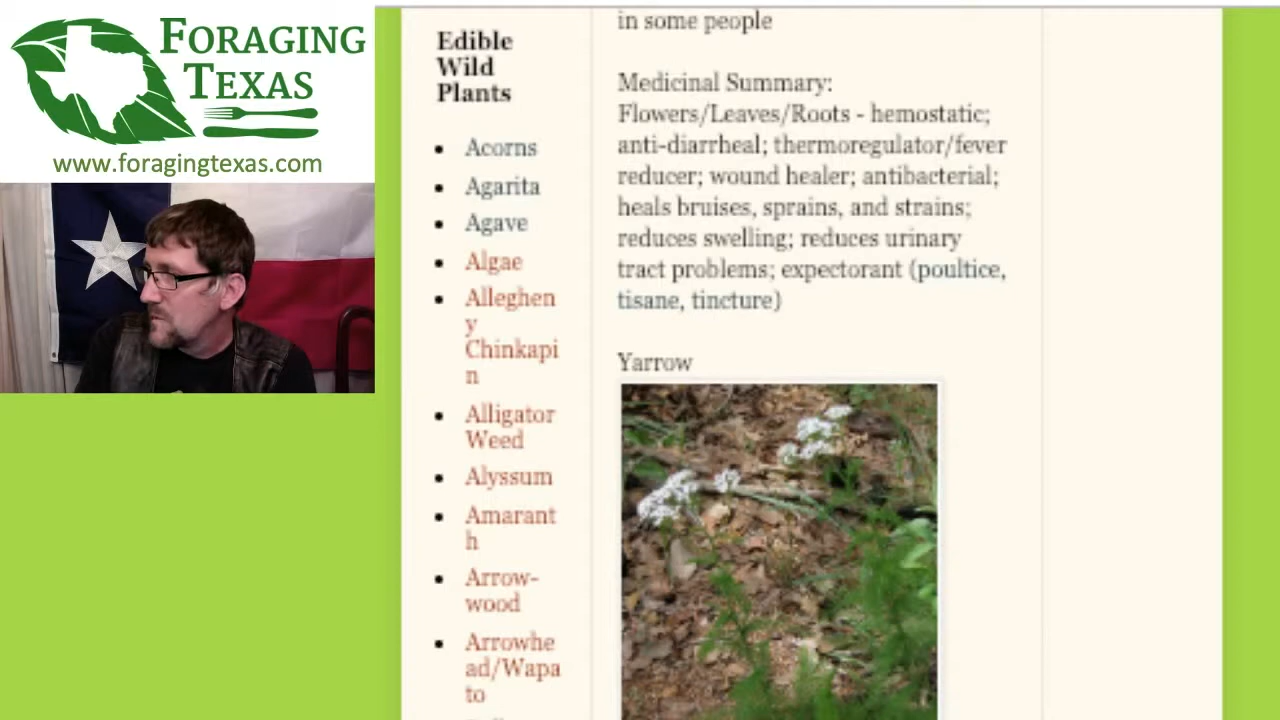 FORAGING
TEXAS
www.foragingtexas.com
Edible
Wild
Plants
Acorns
Agarita
Agave
Algae
Alleghen
y
Chinkapi
n
Alligator
Weed
Alyssum
Amarant
h
Arrow-
wood
Arrowhe
ad/Wapa
to
in some people
Medicinal Summary:
Flowers/Leaves/Roots - hemostatic;
anti-diarrheal; thermoregulator/fever
reducer; wound healer; antibacterial;
heals bruises, sprains, and strains;
reduces swelling; reduces urinary
tract problems; expectorant (poultice,
tisane, tincture)
Yarrow